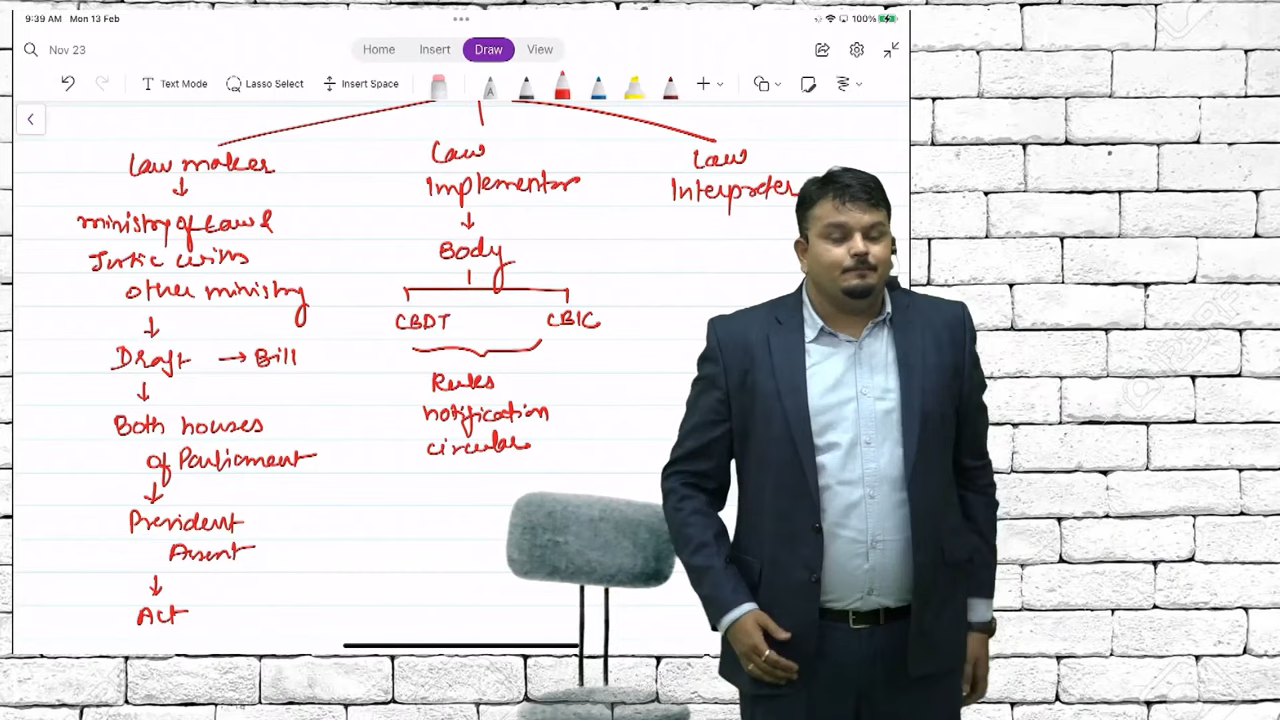 9:39 AM Mon 13 Feb
100%
Nov 23
Home Insert Draw View
Text Mode Lasso Select Insert Space
Law maker
Ministry of Law &
Justic with
other ministry
Draft → Bill
Both houses
of Parliament
President
Assent
Act
Law
Implementor
Body
CBDT CBIC
Rules
notification
circular
Law
Interpreter